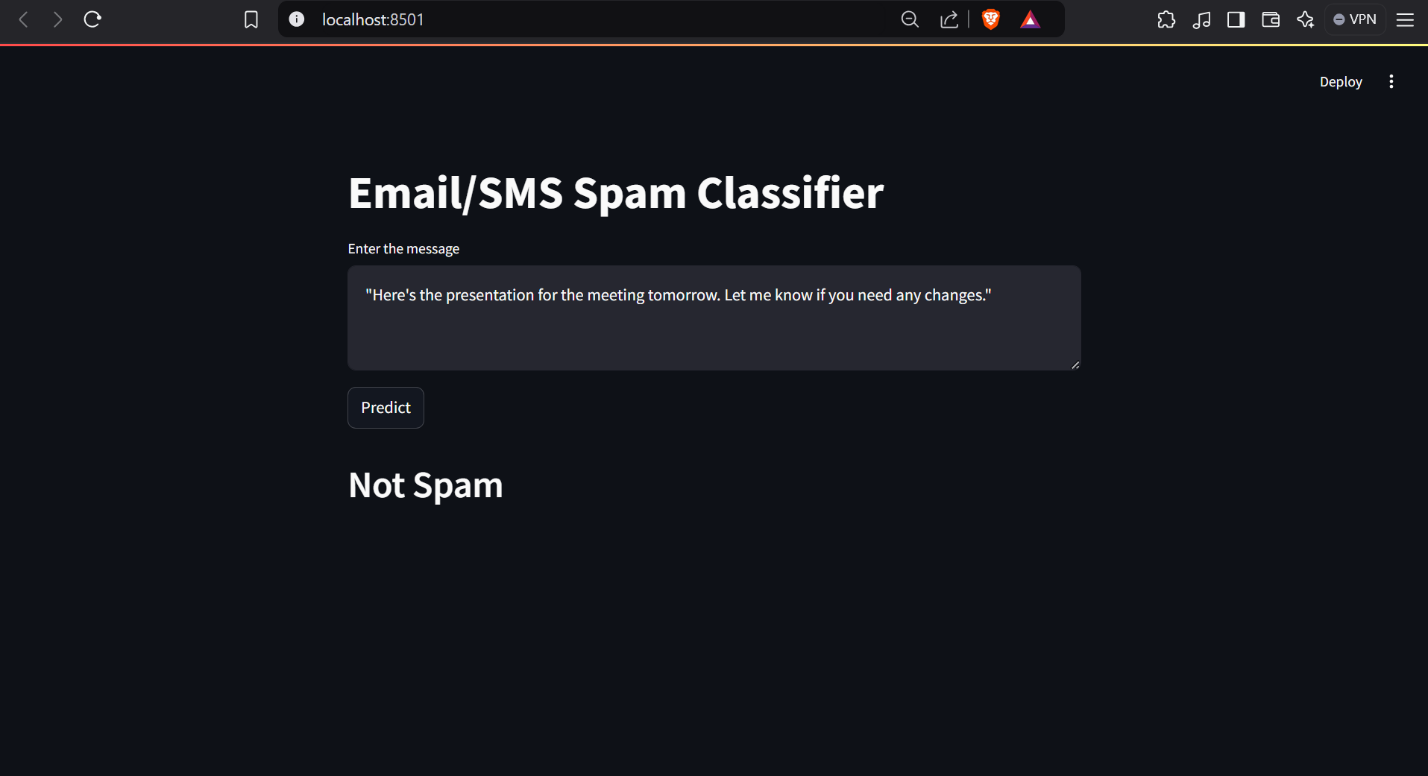 localhost:8501
VPN
Deploy
Email/SMS Spam Classifier
Enter the message
"Here's the presentation for the meeting tomorrow. Let me know if you need any changes."
Predict
Not Spam